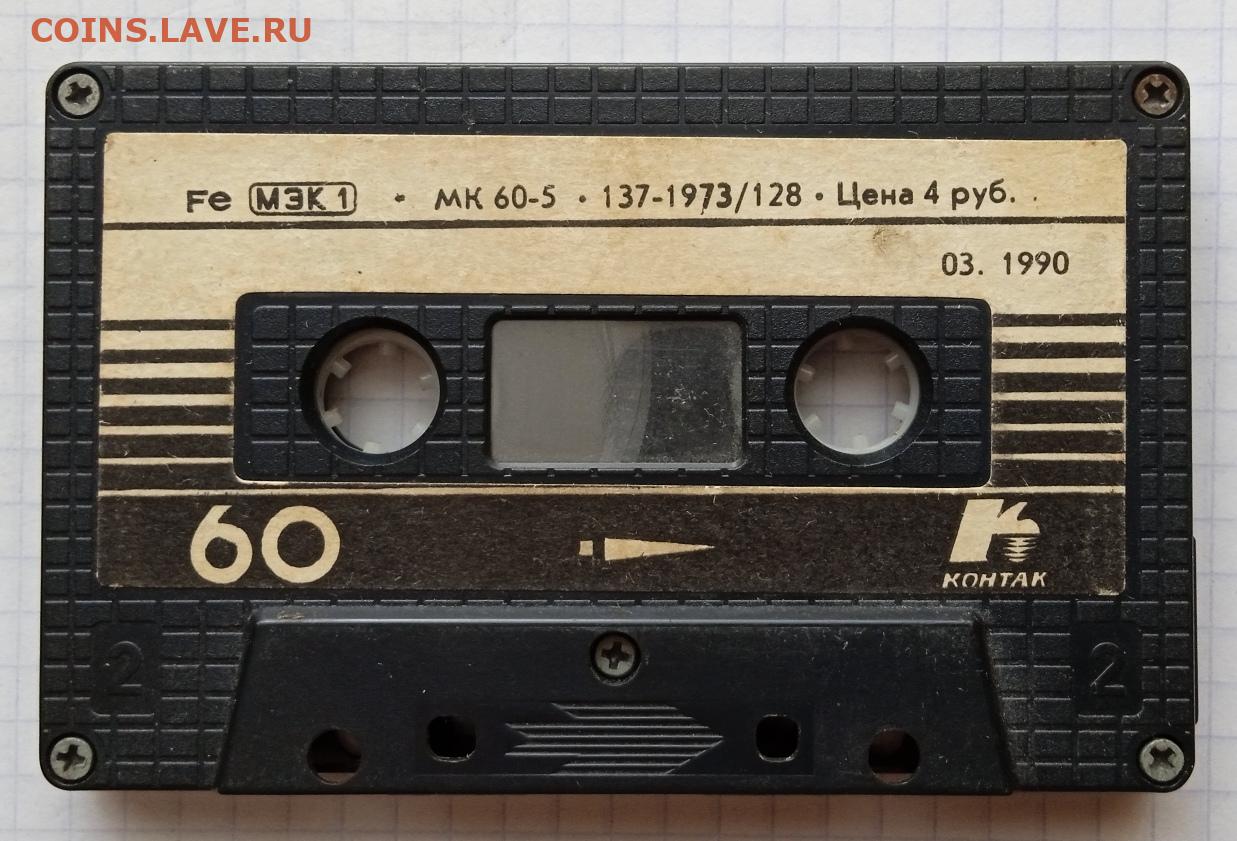 COINS.LAVE.RU
Fe МЭК 1 • МК 60-5 • 137-1973/128 • Цена 4 руб.
03. 1990
60
КОНТАК
2 2